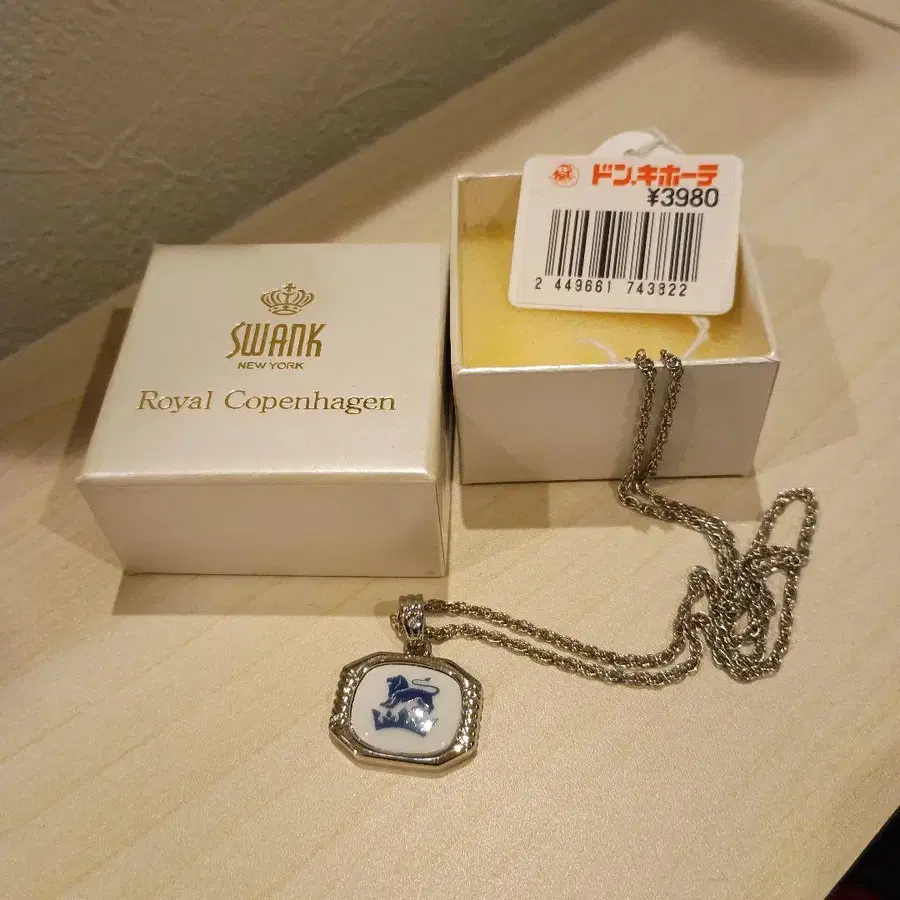 SWANK
NEW YORK
Royal Copenhagen
ドン.キホーテ
¥3980
2 449661 743822